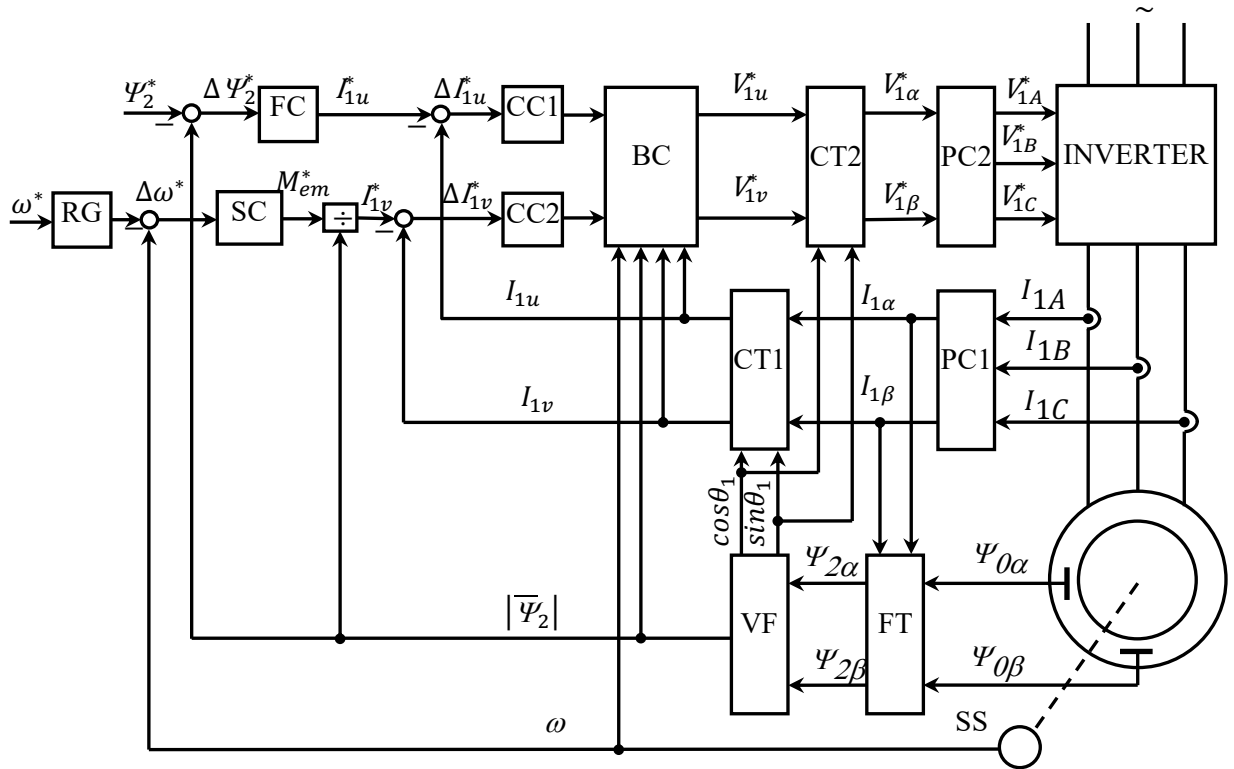 ~
Ψ₂* ΔΨ₂* FC I₁ᵤ* ΔI₁ᵤ* CC1 V₁ᵤ* V₁α* V₁A*
BC CT2 PC2 V₁B* INVERTER
ω* RG Δω* SC M*ₑₘ ÷ I₁ᵥ* ΔI₁ᵥ* CC2 V₁ᵥ* V₁β* V₁C*
− − − −
I₁ᵤ I₁α I₁A
CT1 PC1 I₁B
I₁ᵥ I₁β I₁C
cosθ₁ sinθ₁
Ψ₂α Ψ₀α
|Ψ̅₂| VF FT
Ψ₂β Ψ₀β
ω SS